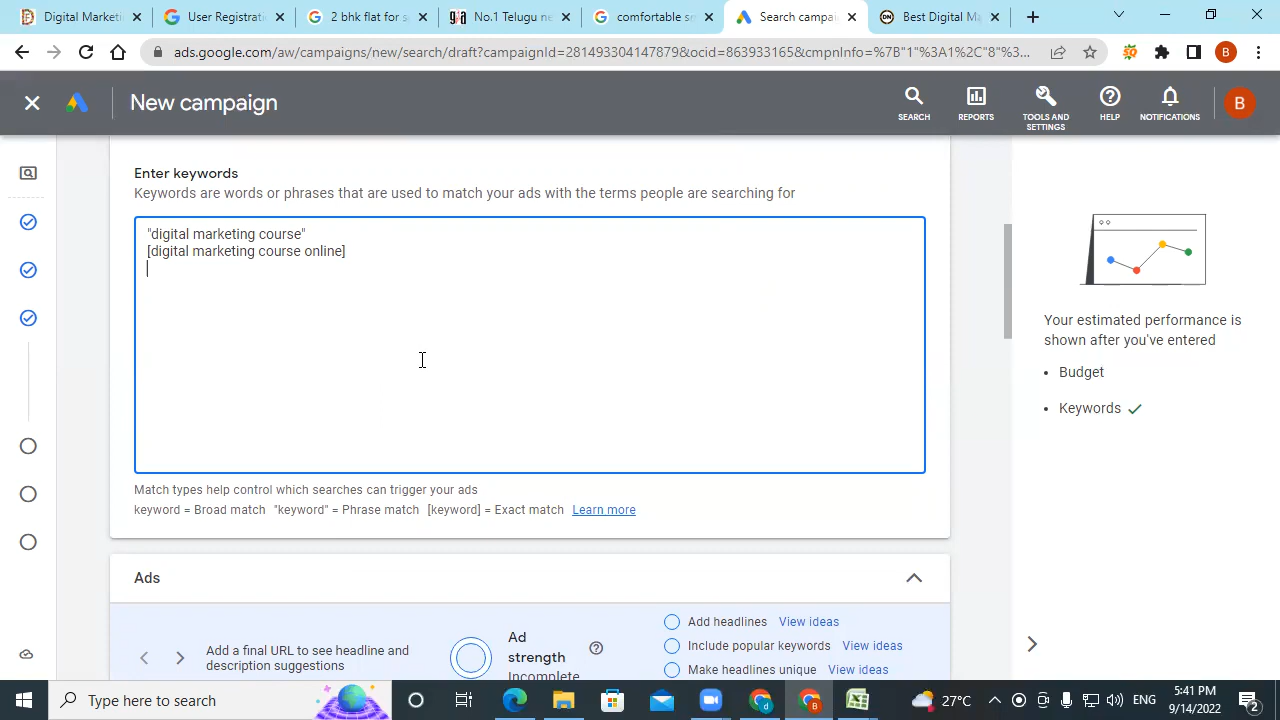 Digital Marketi
User Registrati
2 bhk flat for s
No.1 Telugu ne
comfortable sm
Search campai
Best Digital Ma
ads.google.com/aw/campaigns/new/search/draft?campaignId=281493304147879&ocid=863933163&cmpnInfo=%7B"1"%3A1%2C"8"%3...
B
New campaign
SEARCH
REPORTS
TOOLS AND
SETTINGS
HELP
NOTIFICATIONS
B
Enter keywords
Keywords are words or phrases that are used to match your ads with the terms people are searching for
"digital marketing course"
[digital marketing course online]
Match types help control which searches can trigger your ads
keyword = Broad match "keyword" = Phrase match [keyword] = Exact match Learn more
Your estimated performance is
shown after you've entered
• Budget
• Keywords
Ads
Add a final URL to see headline and
description suggestions
Ad
strength
Incomplete
Add headlines View ideas
Include popular keywords View ideas
Make headlines unique View ideas
Type here to search
27°C
ENG
5:41 PM
9/14/2022
2